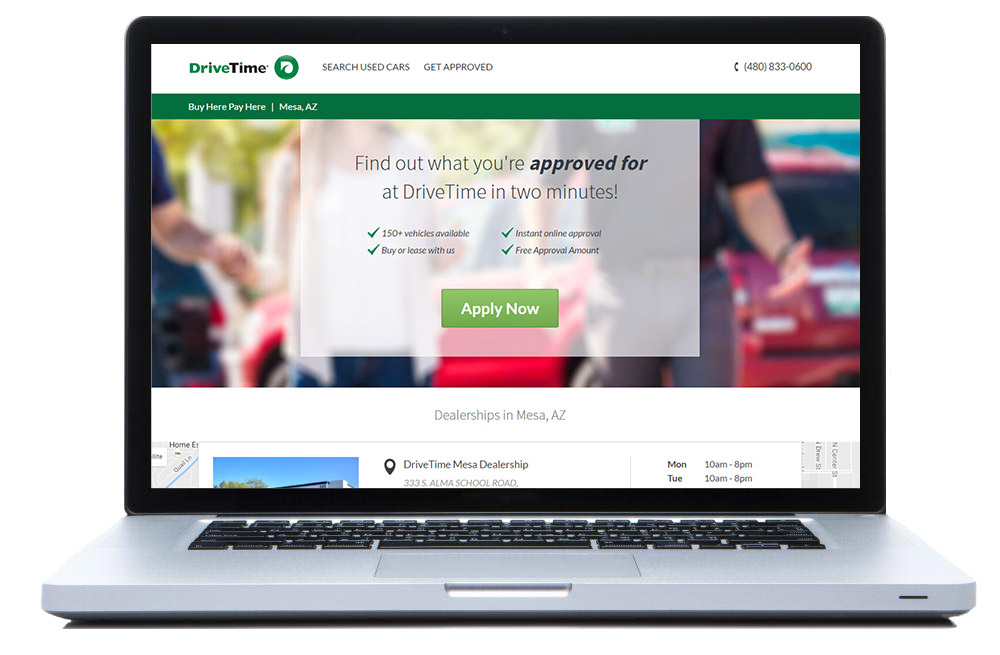 DriveTime
SEARCH USED CARS
GET APPROVED
(480) 833-0600
Buy Here Pay Here | Mesa, AZ
Find out what you're approved for
at DriveTime in two minutes!
150+ vehicles available
Instant online approval
Buy or lease with us
Free Approval Amount
Apply Now
Dealerships in Mesa, AZ
Home Es
llite
Quail Ln
DriveTime Mesa Dealership
333 S. ALMA SCHOOL ROAD,
Mon 10am - 8pm
Tue 10am - 8pm
N Drew St
N Center St